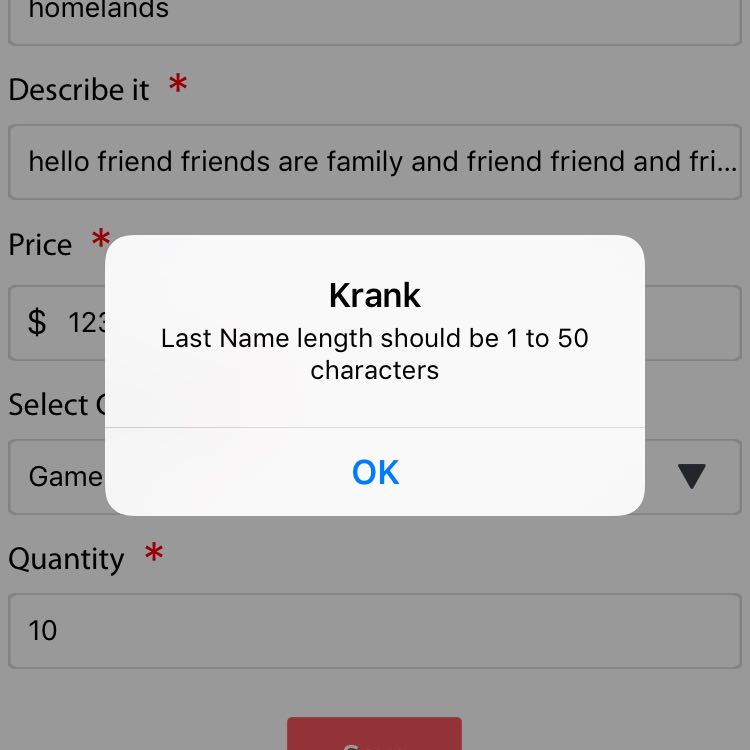 homelands
Describe it *
hello friend friends are family and friend friend and fri...
Price *
$ 123
Krank
Last Name length should be 1 to 50
characters
OK
Select
Game
Quantity *
10